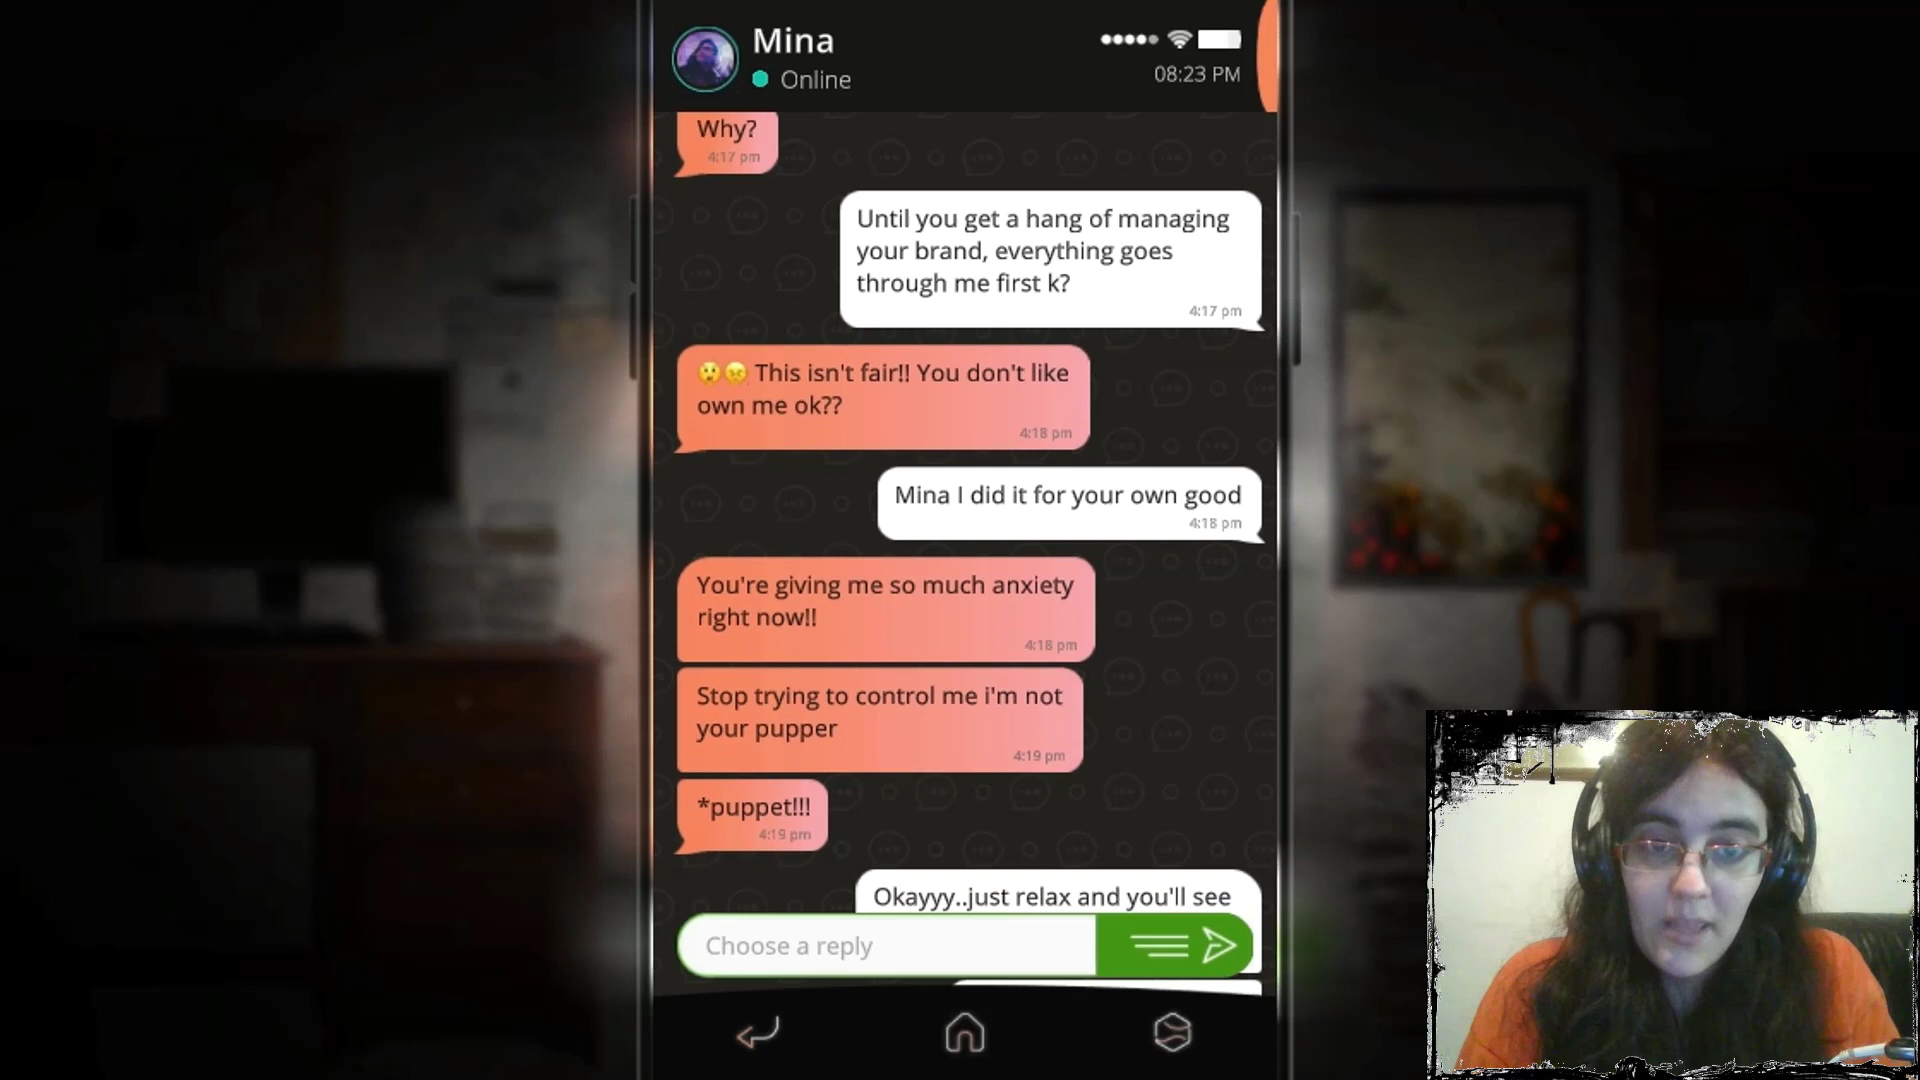 Mina
Online
08:23 PM
Why?
4:17 pm
Until you get a hang of managing
your brand, everything goes
through me first k?
4:17 pm
😲😣 This isn't fair!! You don't like
own me ok??
4:18 pm
Mina I did it for your own good
4:18 pm
You're giving me so much anxiety
right now!!
4:18 pm
Stop trying to control me i'm not
your pupper
4:19 pm
*puppet!!!
4:19 pm
Okayyy..just relax and you'll see
Choose a reply